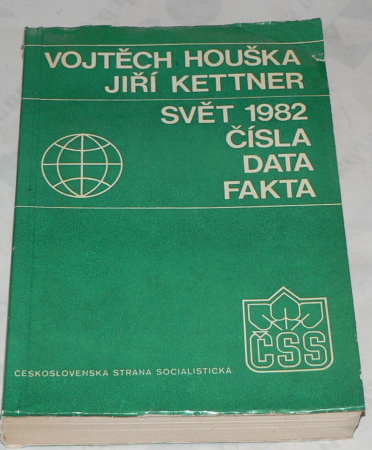 VOJTĚCH HOUŠKA
JIŘÍ KETTNER
SVĚT 1982
ČÍSLA
DATA
FAKTA
ČSS
ČESKOSLOVENSKÁ STRANA SOCIALISTICKÁ